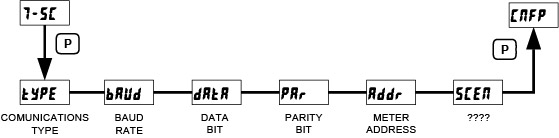 7-SC
CNFP
P
P
tYPE
bAUd
dAtA
PAr
Addr
SCEN
COMUNICATIONS
TYPE
BAUD
RATE
DATA
BIT
PARITY
BIT
METER
ADDRESS
????